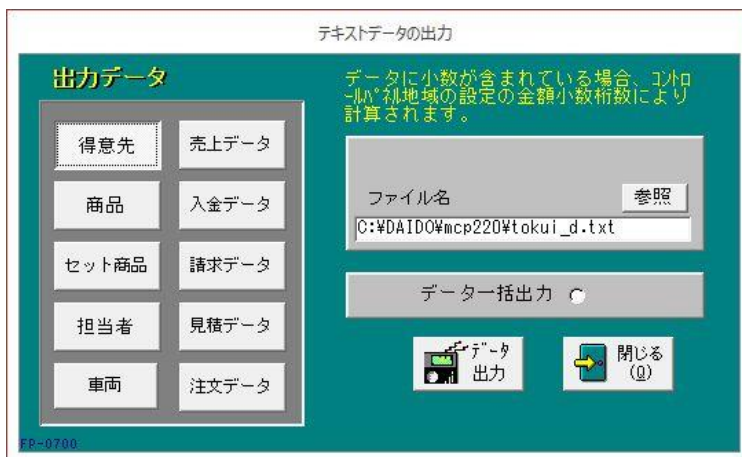 テキストデータの出力
出力データ
データに小数が含まれている場合、ｺﾝﾄﾛ
ｰﾙﾊﾟﾈﾙ地域の設定の金額小数桁数により
計算されます。
得意先
売上データ
商品
入金データ
セット商品
請求データ
担当者
見積データ
車両
注文データ
ファイル名
参照
C:¥DAIDO¥mcp220¥tokui_d.txt
データ一括出力
ﾃﾞｰﾀ
出力
閉じる
(Q)
FP-0700